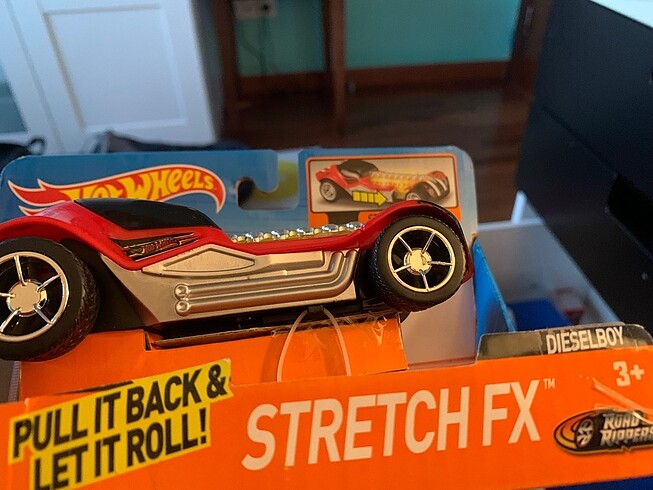 Hot Wheels
DIESELBOY
3+
PULL IT BACK &
LET IT ROLL!
STRETCH FX™
ROAD
RIPPERS